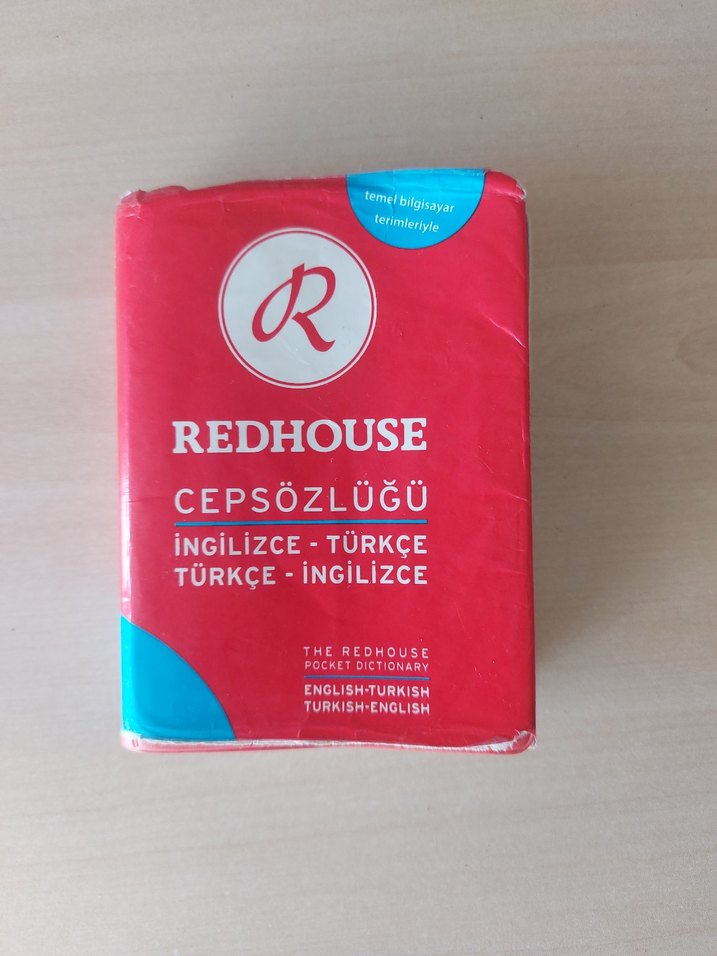 temel bilgisayar
terimleriyle
R
REDHOUSE
CEPSÖZLÜĞÜ
İNGİLİZCE - TÜRKÇE
TÜRKÇE - İNGİLİZCE
THE REDHOUSE
POCKET DICTIONARY
ENGLISH-TURKISH
TURKISH-ENGLISH